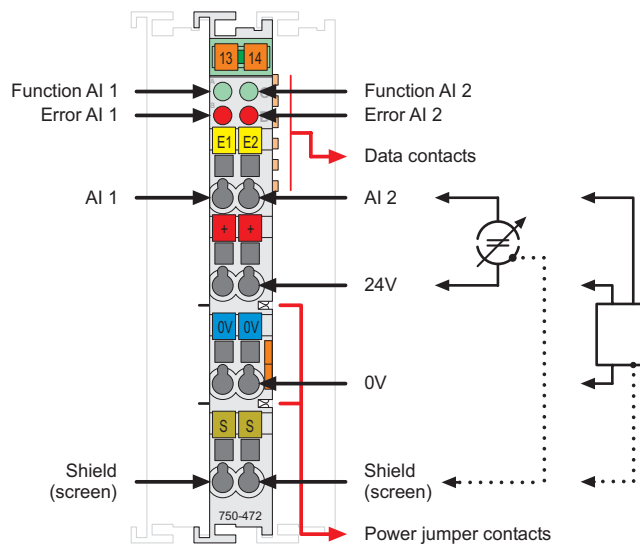 13 14
Function AI 1
Function AI 2
Error AI 1
Error AI 2
E1 E2
Data contacts
AI 1
AI 2
+ +
24V
0V 0V
0V
S S
Shield
(screen)
Shield
(screen)
750-472
Power jumper contacts